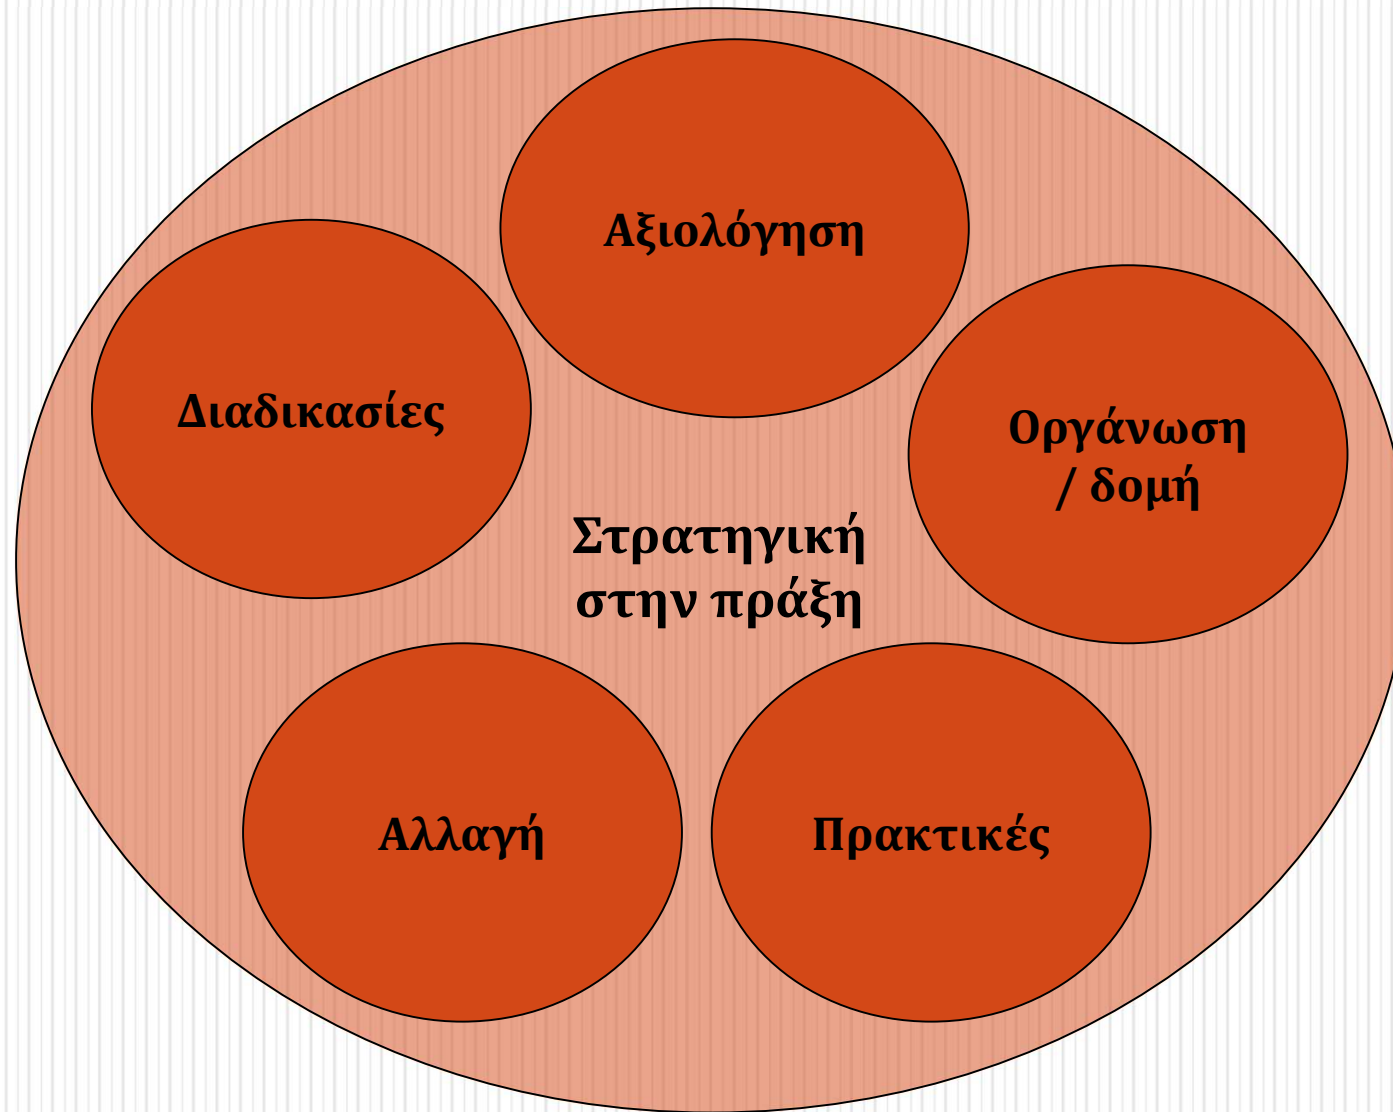 Αξιολόγηση
Διαδικασίες
Οργάνωση
/ δομή
Στρατηγική
στην πράξη
Αλλαγή
Πρακτικές